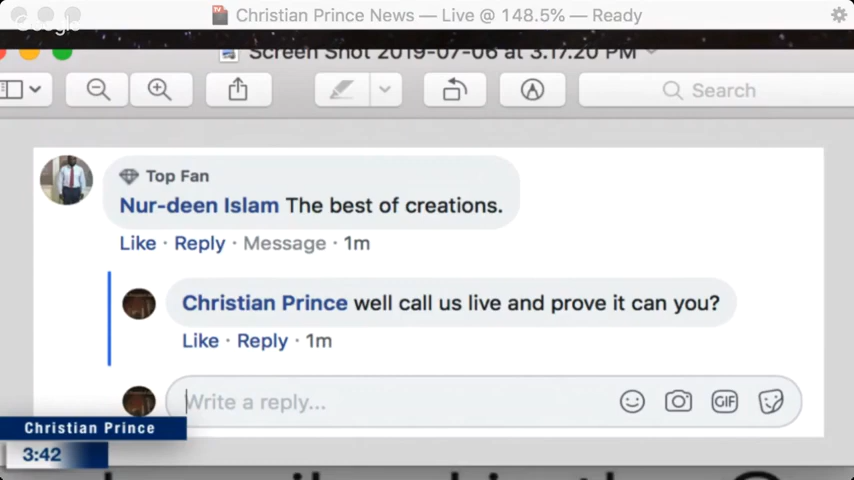 Christian Prince News — Live @ 148.5% — Ready
Google
Screen Shot 2019-07-06 at 3.17.20 PM
Search
Top Fan
Nur-deen Islam The best of creations.
Like · Reply · Message · 1m
Christian Prince well call us live and prove it can you?
Like · Reply · 1m
Write a reply...
GIF
Christian Prince
3:42